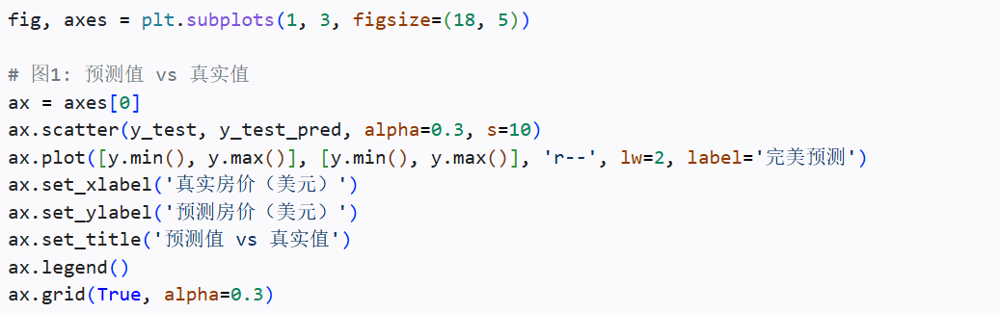 fig, axes = plt.subplots(1, 3, figsize=(18, 5))
# 图1: 预测值 vs 真实值
ax = axes[0]
ax.scatter(y_test, y_test_pred, alpha=0.3, s=10)
ax.plot([y.min(), y.max()], [y.min(), y.max()], 'r--', lw=2, label='完美预测')
ax.set_xlabel('真实房价（美元）')
ax.set_ylabel('预测房价（美元）')
ax.set_title('预测值 vs 真实值')
ax.legend()
ax.grid(True, alpha=0.3)